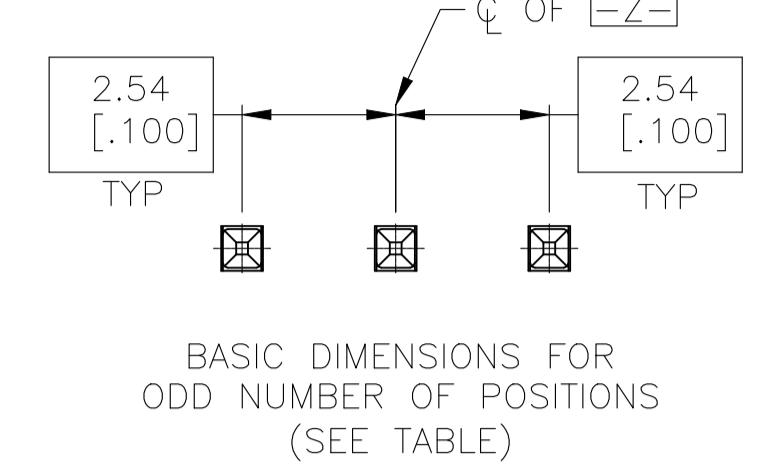 ℄ OF -Z-
2.54
[.100]
TYP
2.54
[.100]
TYP
BASIC DIMENSIONS FOR
ODD NUMBER OF POSITIONS
(SEE TABLE)